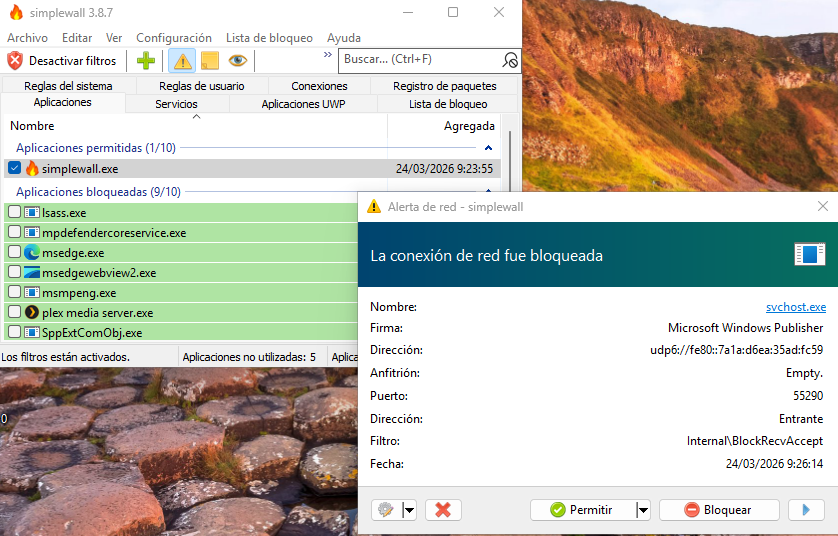 simplewall 3.8.7
Archivo Editar Ver Configuración Lista de bloqueo Ayuda
Desactivar filtros » Buscar... (Ctrl+F)
Reglas del sistema Reglas de usuario Conexiones Registro de paquetes
Aplicaciones Servicios Aplicaciones UWP Lista de bloqueo
Nombre Agregada
Aplicaciones permitidas (1/10)
simplewall.exe 24/03/2026 9:23:55
Aplicaciones bloqueadas (9/10)
lsass.exe
mpdefendercoreservice.exe
msedge.exe
msedgewebview2.exe
msmpeng.exe
plex media server.exe
SppExtComObj.exe
Los filtros están activados. Aplicaciones no utilizadas: 5 Aplica
0
Alerta de red - simplewall
La conexión de red fue bloqueada
Nombre: svchost.exe
Firma: Microsoft Windows Publisher
Dirección: udp6://fe80::7a1a:d6ea:35ad:fc59
Anfitrión: Empty.
Puerto: 55290
Dirección: Entrante
Filtro: Internal\BlockRecvAccept
Fecha: 24/03/2026 9:26:14
Permitir Bloquear